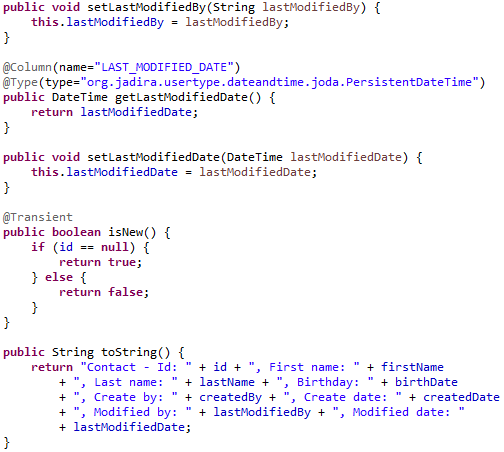 public void setLastModifiedBy(String lastModifiedBy) {
    this.lastModifiedBy = lastModifiedBy;
}
@Column(name="LAST_MODIFIED_DATE")
@Type(type="org.jadira.usertype.dateandtime.joda.PersistentDateTime")
public DateTime getLastModifiedDate() {
    return lastModifiedDate;
}
public void setLastModifiedDate(DateTime lastModifiedDate) {
    this.lastModifiedDate = lastModifiedDate;
}
@Transient
public boolean isNew() {
    if (id == null) {
        return true;
    } else {
        return false;
    }
}
public String toString() {
    return "Contact - Id: " + id + ", First name: " + firstName
        + ", Last name: " + lastName + ", Birthday: " + birthDate
        + ", Create by: " + createdBy + ", Create date: " + createdDate
        + ", Modified by: " + lastModifiedBy + ", Modified date: "
        + lastModifiedDate;
}